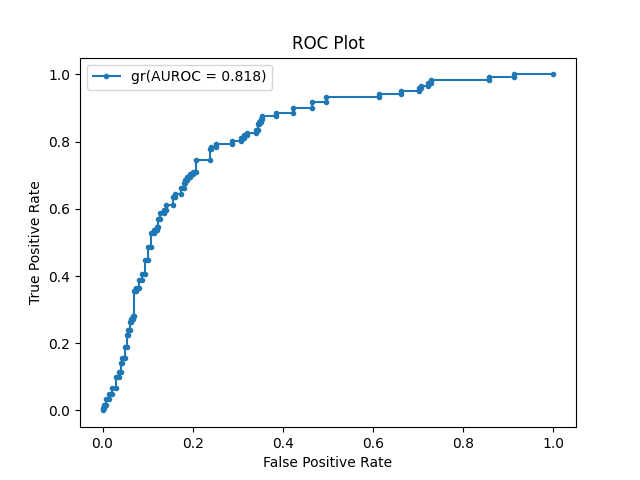 ROC Plot
gr(AUROC = 0.818)
True Positive Rate
1.0
0.8
0.6
0.4
0.2
0.0
0.0 0.2 0.4 0.6 0.8 1.0
False Positive Rate